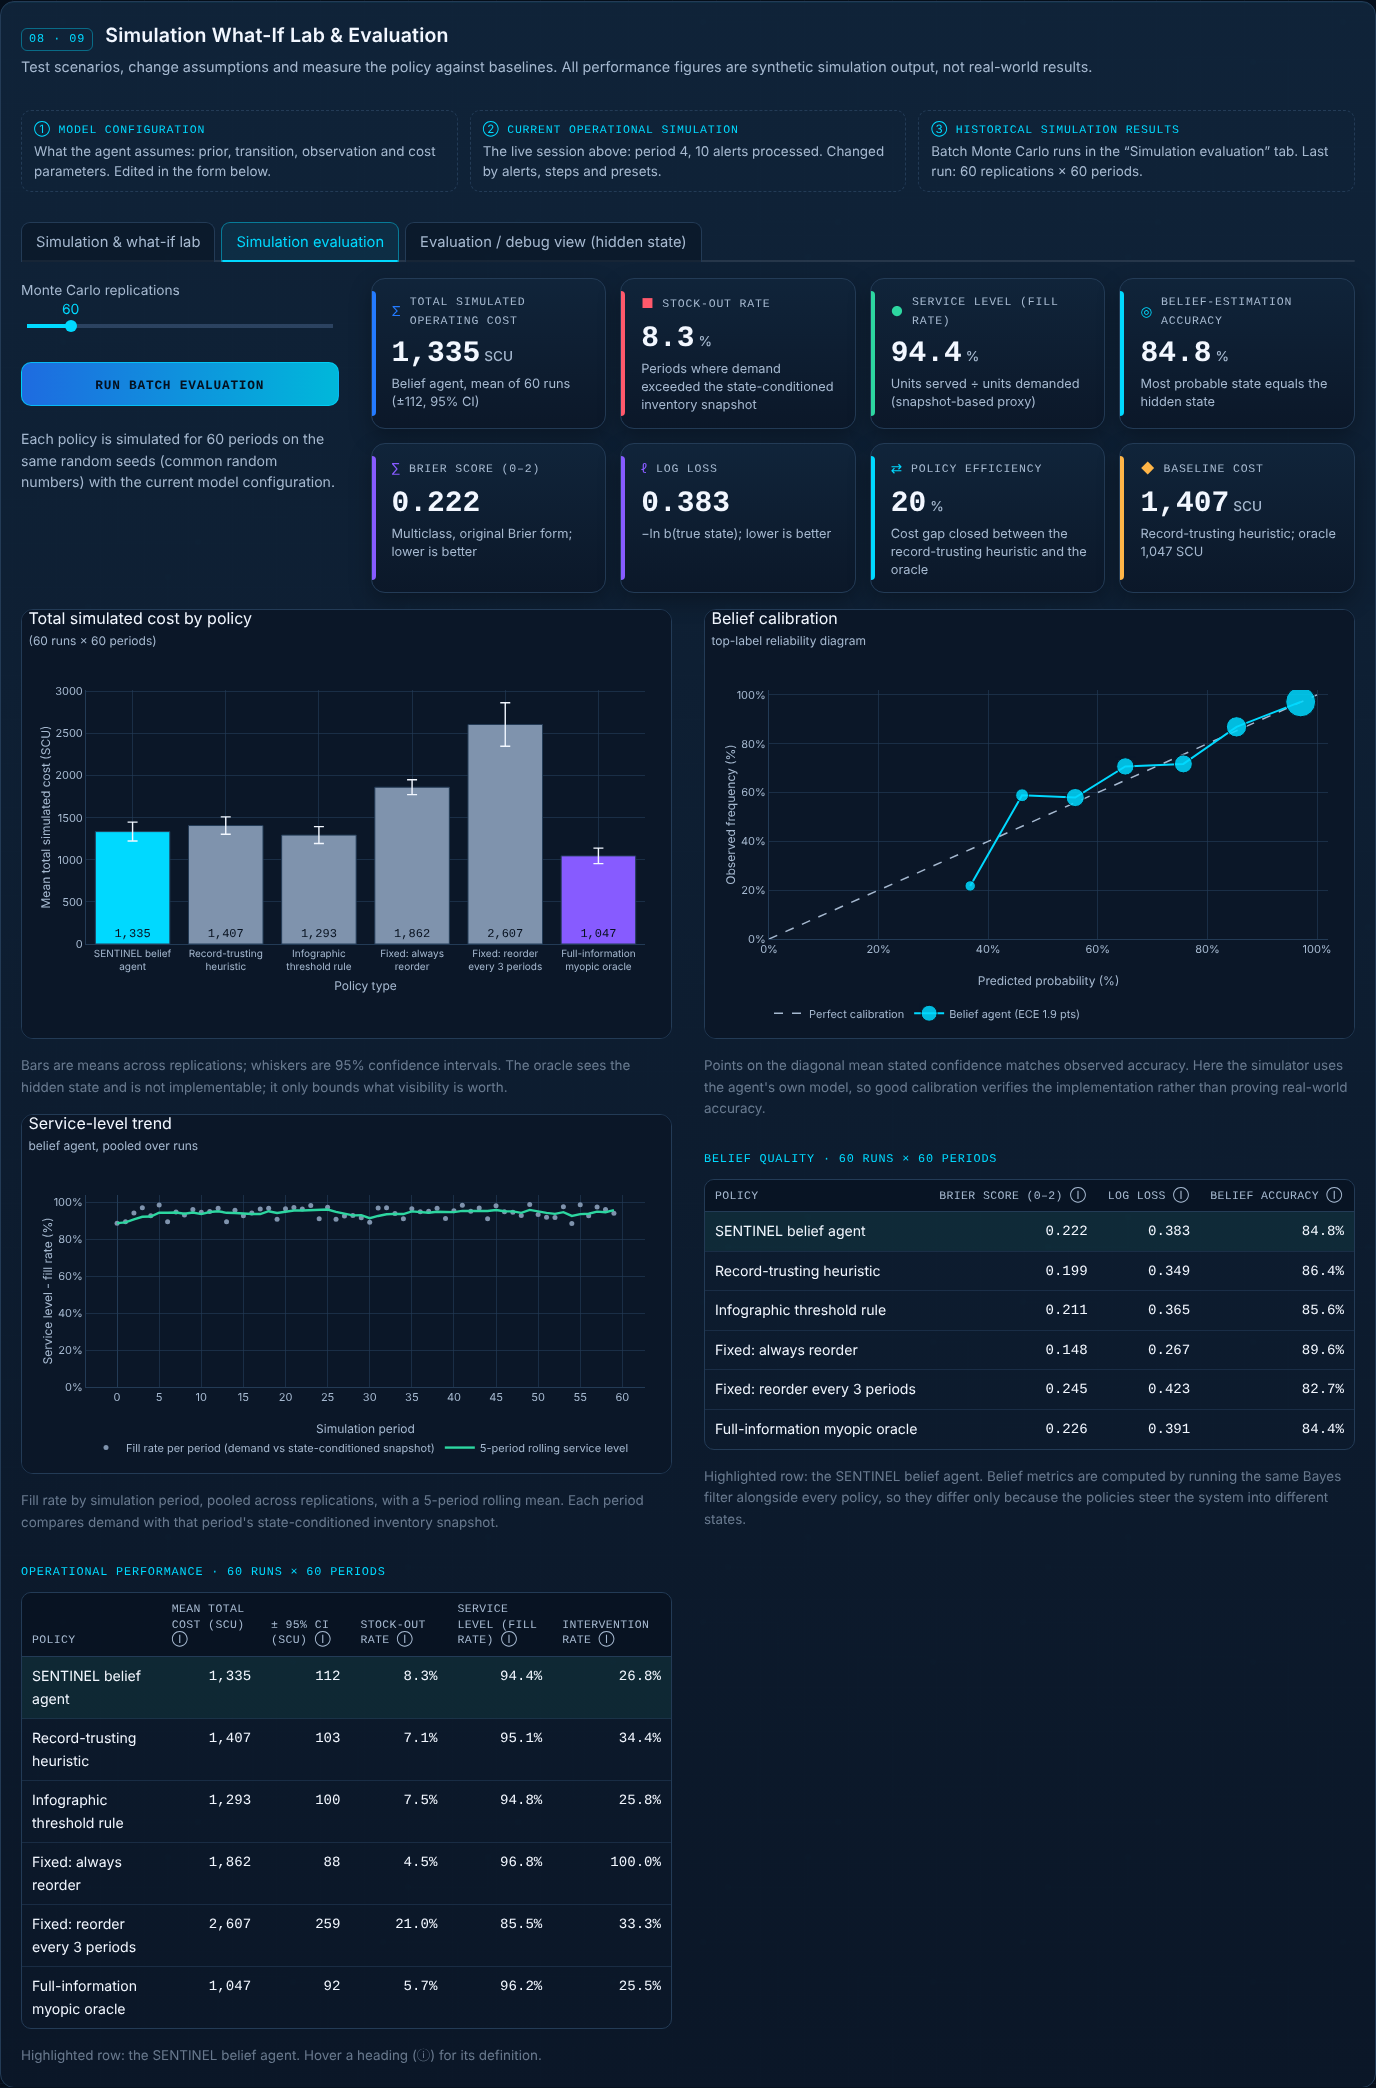 08 · 09 Simulation What-If Lab & Evaluation
Test scenarios, change assumptions and measure the policy against baselines. All performance figures are synthetic simulation output, not real-world results.
① MODEL CONFIGURATION
What the agent assumes: prior, transition, observation and cost
parameters. Edited in the form below.
② CURRENT OPERATIONAL SIMULATION
The live session above: period 4, 10 alerts processed. Changed
by alerts, steps and presets.
③ HISTORICAL SIMULATION RESULTS
Batch Monte Carlo runs in the “Simulation evaluation” tab. Last
run: 60 replications × 60 periods.
Simulation & what-if lab
Simulation evaluation
Evaluation / debug view (hidden state)
Monte Carlo replications
60
RUN BATCH EVALUATION
Each policy is simulated for 60 periods on the
same random seeds (common random
numbers) with the current model configuration.
Σ TOTAL SIMULATED
OPERATING COST
1,335 SCU
Belief agent, mean of 60 runs
(±112, 95% CI)
■ STOCK-OUT RATE
8.3 %
Periods where demand
exceeded the state-conditioned
inventory snapshot
● SERVICE LEVEL (FILL
RATE)
94.4 %
Units served ÷ units demanded
(snapshot-based proxy)
◎ BELIEF-ESTIMATION
ACCURACY
84.8 %
Most probable state equals the
hidden state
∑ BRIER SCORE (0–2)
0.222
Multiclass, original Brier form;
lower is better
ℓ LOG LOSS
0.383
−ln b(true state); lower is better
⇄ POLICY EFFICIENCY
20 %
Cost gap closed between the
record-trusting heuristic and the
oracle
◆ BASELINE COST
1,407 SCU
Record-trusting heuristic; oracle
1,047 SCU
Total simulated cost by policy
(60 runs × 60 periods)
Mean total simulated cost (SCU)
3000
2500
2000
1500
1000
500
0
1,335
1,407
1,293
1,862
2,607
1,047
SENTINEL belief
agent
Record-trusting
heuristic
Infographic
threshold rule
Fixed: always
reorder
Fixed: reorder
every 3 periods
Full-information
myopic oracle
Policy type
Bars are means across replications; whiskers are 95% confidence intervals. The oracle sees the
hidden state and is not implementable; it only bounds what visibility is worth.
Belief calibration
top-label reliability diagram
Observed frequency (%)
100%
80%
60%
40%
20%
0%
0% 20% 40% 60% 80% 100%
Predicted probability (%)
Perfect calibration Belief agent (ECE 1.9 pts)
Points on the diagonal mean stated confidence matches observed accuracy. Here the simulator uses
the agent's own model, so good calibration verifies the implementation rather than proving real-world
accuracy.
Service-level trend
belief agent, pooled over runs
Service level - fill rate (%)
100%
80%
60%
40%
20%
0%
0 5 10 15 20 25 30 35 40 45 50 55 60
Simulation period
Fill rate per period (demand vs state-conditioned snapshot) 5-period rolling service level
Fill rate by simulation period, pooled across replications, with a 5-period rolling mean. Each period
compares demand with that period's state-conditioned inventory snapshot.
BELIEF QUALITY · 60 RUNS × 60 PERIODS
POLICY BRIER SCORE (0–2) ⓘ LOG LOSS ⓘ BELIEF ACCURACY ⓘ
SENTINEL belief agent 0.222 0.383 84.8%
Record-trusting heuristic 0.199 0.349 86.4%
Infographic threshold rule 0.211 0.365 85.6%
Fixed: always reorder 0.148 0.267 89.6%
Fixed: reorder every 3 periods 0.245 0.423 82.7%
Full-information myopic oracle 0.226 0.391 84.4%
Highlighted row: the SENTINEL belief agent. Belief metrics are computed by running the same Bayes
filter alongside every policy, so they differ only because the policies steer the system into different
states.
OPERATIONAL PERFORMANCE · 60 RUNS × 60 PERIODS
POLICY
MEAN TOTAL
COST (SCU)
ⓘ
± 95% CI
(SCU) ⓘ
STOCK-OUT
RATE ⓘ
SERVICE
LEVEL (FILL
RATE) ⓘ
INTERVENTION
RATE ⓘ
SENTINEL belief
agent
1,335 112 8.3% 94.4% 26.8%
Record-trusting
heuristic
1,407 103 7.1% 95.1% 34.4%
Infographic
threshold rule
1,293 100 7.5% 94.8% 25.8%
Fixed: always
reorder
1,862 88 4.5% 96.8% 100.0%
Fixed: reorder
every 3 periods
2,607 259 21.0% 85.5% 33.3%
Full-information
myopic oracle
1,047 92 5.7% 96.2% 25.5%
Highlighted row: the SENTINEL belief agent. Hover a heading (ⓘ) for its definition.